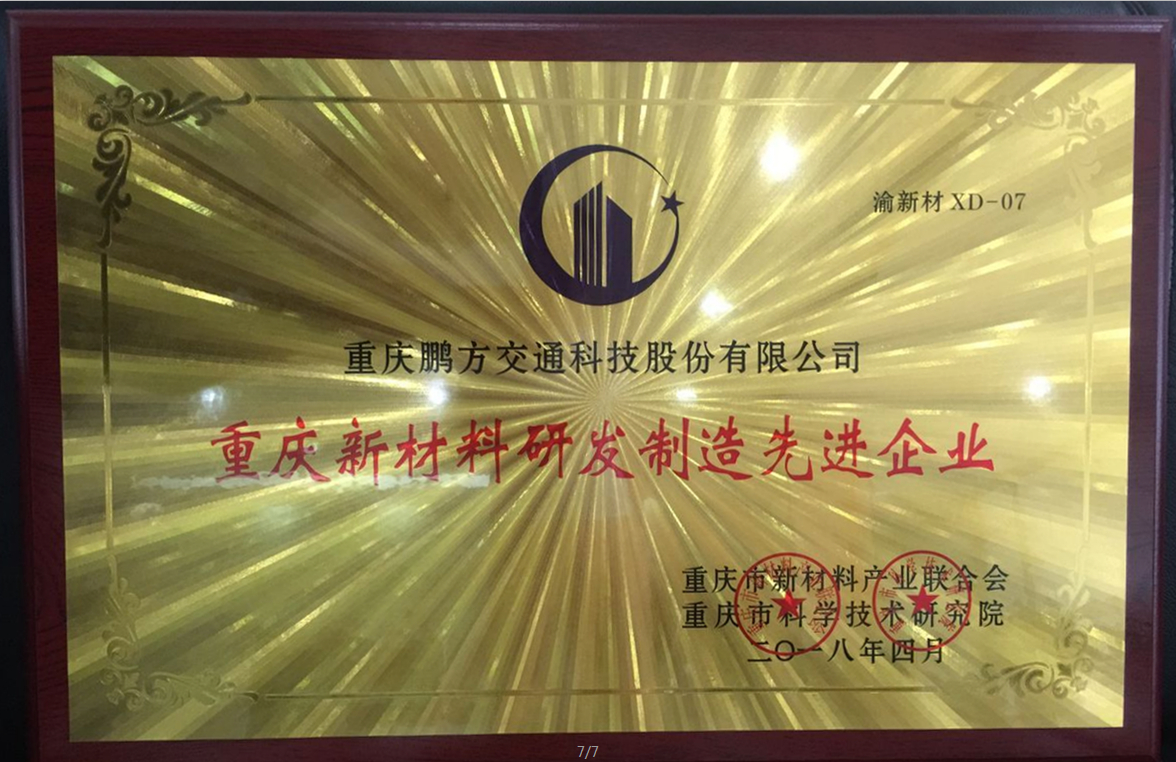 渝新材 XD-07
重庆鹏方交通科技股份有限公司
重庆新材料研发制造先进企业
重庆市新材料产业联合会
重庆市科学技术研究院
二〇一八年四月
7/7